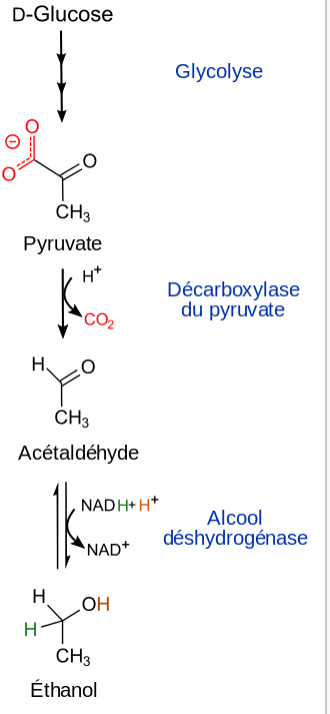 D-Glucose
Glycolyse
O
⊖
O
O
CH₃
Pyruvate
H⁺
CO₂
Décarboxylase
du pyruvate
H
O
CH₃
Acétaldéhyde
NADH+H⁺
NAD⁺
Alcool
déshydrogénase
H
OH
H
CH₃
Éthanol